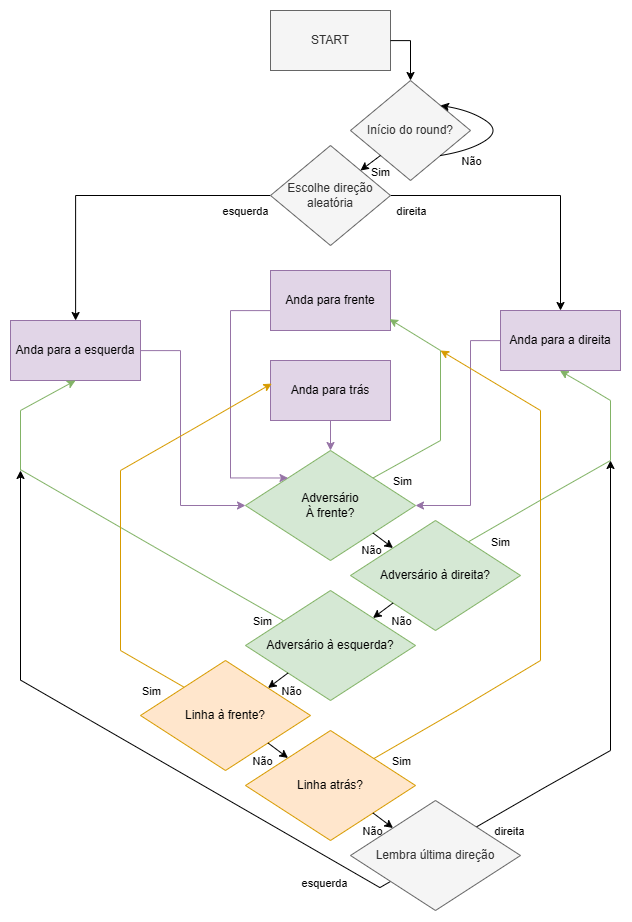 START
Início do round?
Não
Sim
Escolhe direção
aleatória
esquerda
direita
Anda para frente
Anda para a esquerda
Anda para a direita
Anda para trás
Adversário
À frente?
Sim
Não
Adversário à direita?
Sim
Não
Adversário à esquerda?
Sim
Não
Linha à frente?
Sim
Não
Linha atrás?
Sim
Não
Lembra última direção
direita
esquerda